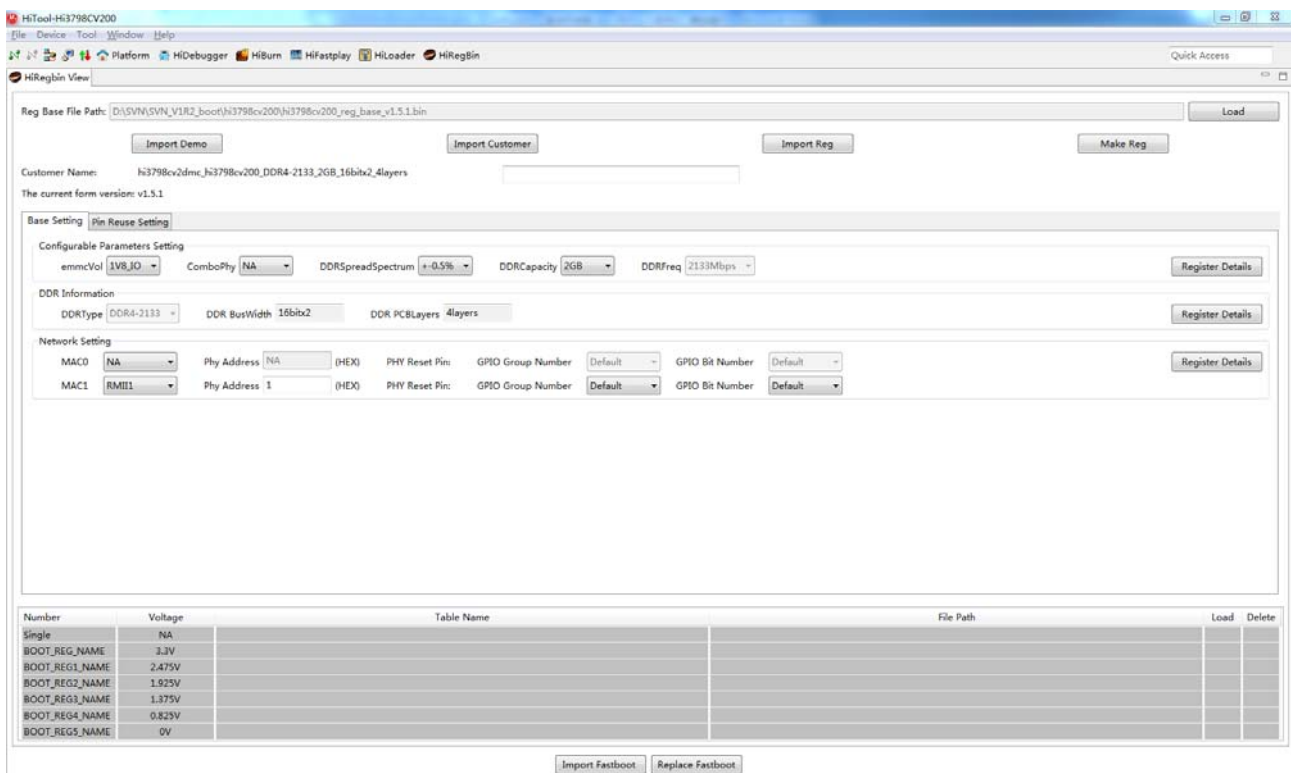 HiTool-Hi3798CV200
File Device Tool Window Help
Platform HiDebugger HiBurn HiFastplay HiLoader HiRegBin Quick Access
HiRegbin View
Reg Base File Path: D:\SVN\SVN_V1R2_boot\hi3798cv200\hi3798cv200_reg_base_v1.5.1.bin Load
Import Demo Import Customer Import Reg Make Reg
Customer Name: hi3798cv2dmc_hi3798cv200_DDR4-2133_2GB_16bitx2_4layers
The current form version: v1.5.1
Base Setting Pin Reuse Setting
Configurable Parameters Setting
emmcVol 1V8_IO ComboPhy NA DDRSpreadSpectrum +-0.5% DDRCapacity 2GB DDRFreq 2133Mbps Register Details
DDR Information
DDRType DDR4-2133 DDR BusWidth 16bitx2 DDR PCBLayers 4layers Register Details
Network Setting
MAC0 NA Phy Address NA (HEX) PHY Reset Pin: GPIO Group Number Default GPIO Bit Number Default Register Details
MAC1 RMII1 Phy Address 1 (HEX) PHY Reset Pin: GPIO Group Number Default GPIO Bit Number Default
Number Voltage Table Name File Path Load Delete
Single NA
BOOT_REG_NAME 3.3V
BOOT_REG1_NAME 2.475V
BOOT_REG2_NAME 1.925V
BOOT_REG3_NAME 1.375V
BOOT_REG4_NAME 0.825V
BOOT_REG5_NAME 0V
Import Fastboot Replace Fastboot